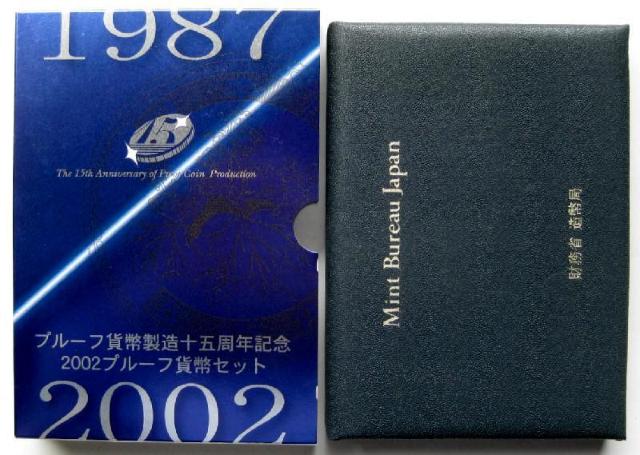 1987
15
The 15th Anniversary of Proof Coin Production
プルーフ貨幣製造十五周年記念
2002プルーフ貨幣セット
2002
Mint Bureau Japan
財務省 造幣局